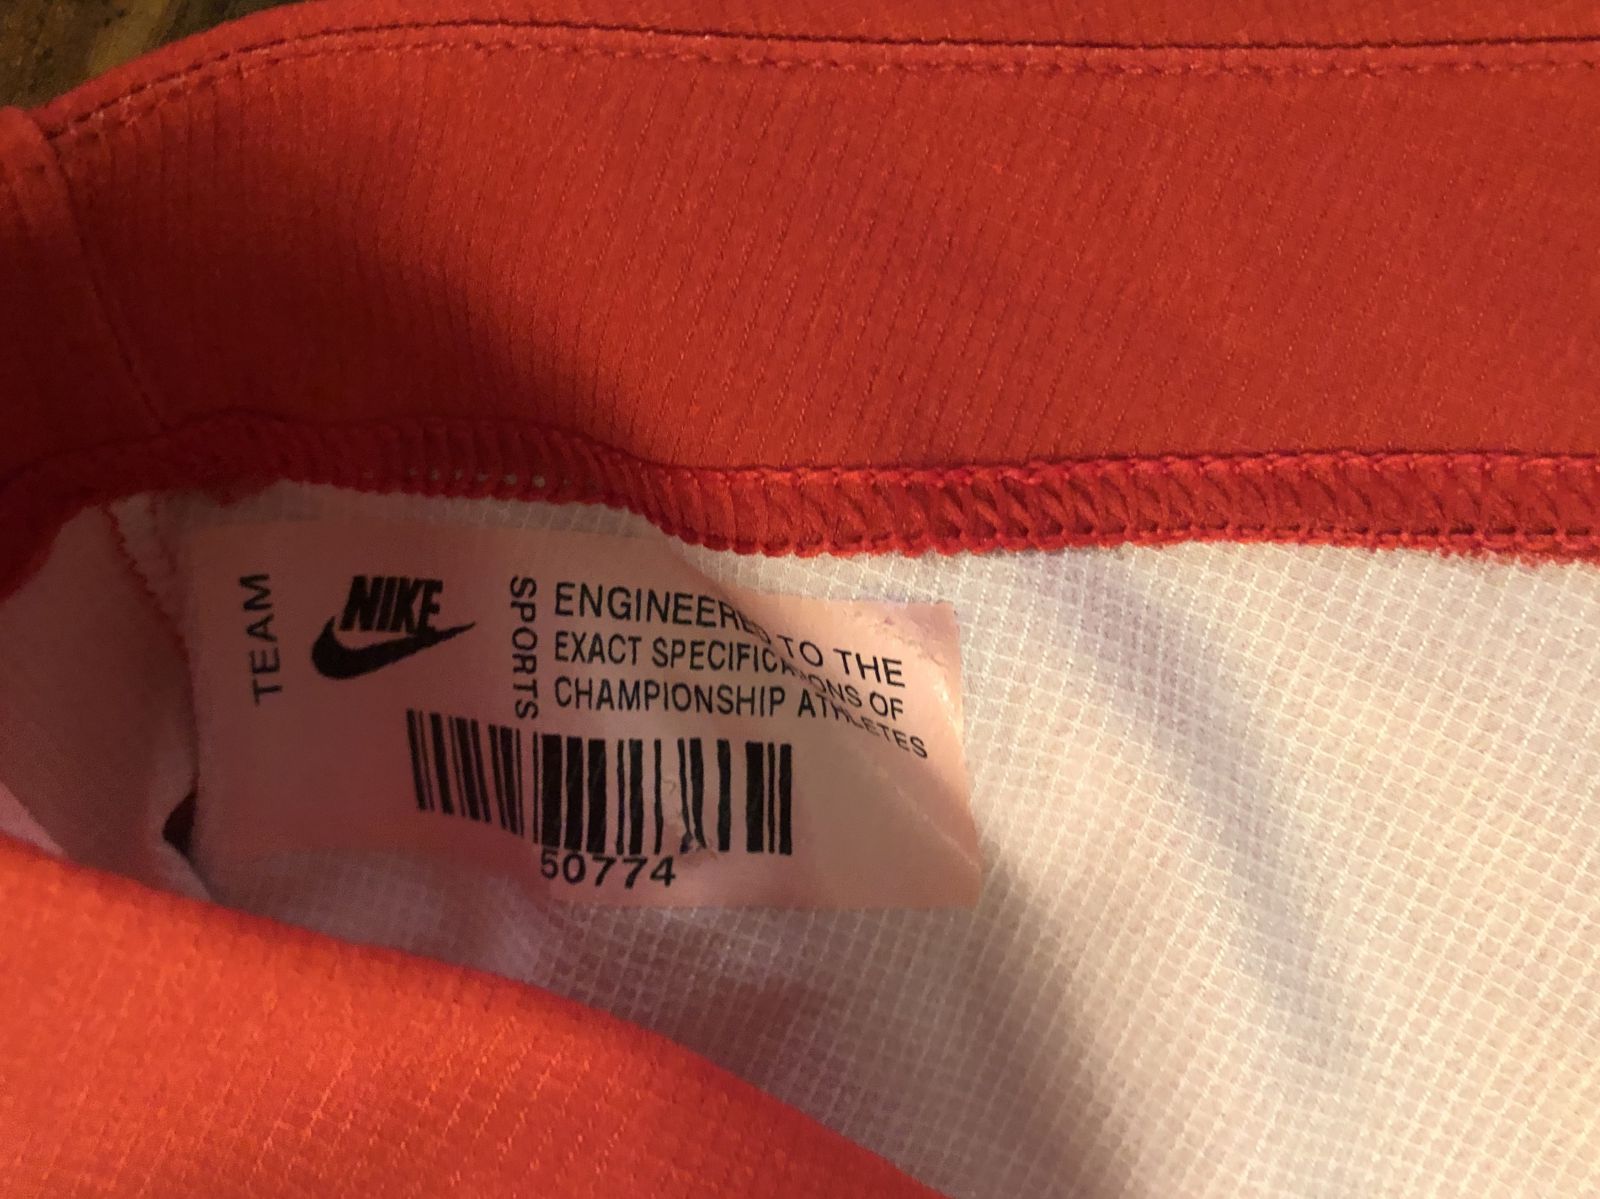 TEAM
NIKE
SPORTS
ENGINEERED TO THE
EXACT SPECIFICATIONS OF
CHAMPIONSHIP ATHLETES
50774